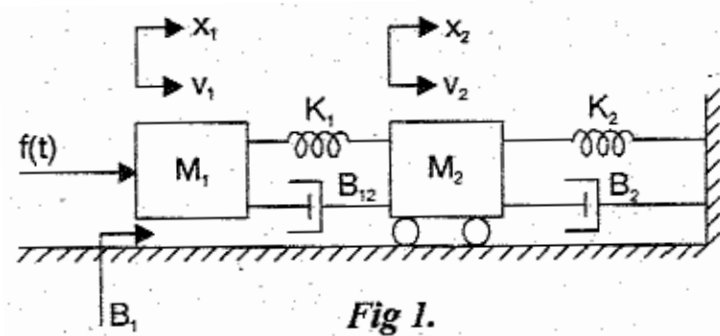 x₁ x₂
v₁ v₂
K₁ K₂
f(t) M₁ B₁₂ M₂ B₂
B₁
Fig 1.